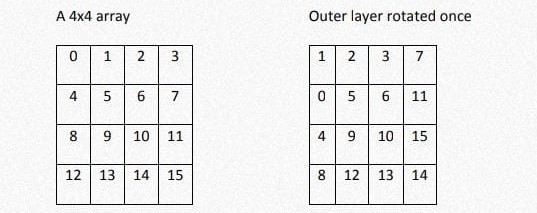 A 4x4 array
Outer layer rotated once
0 1 2 3
4 5 6 7
8 9 10 11
12 13 14 15
1 2 3 7
0 5 6 11
4 9 10 15
8 12 13 14